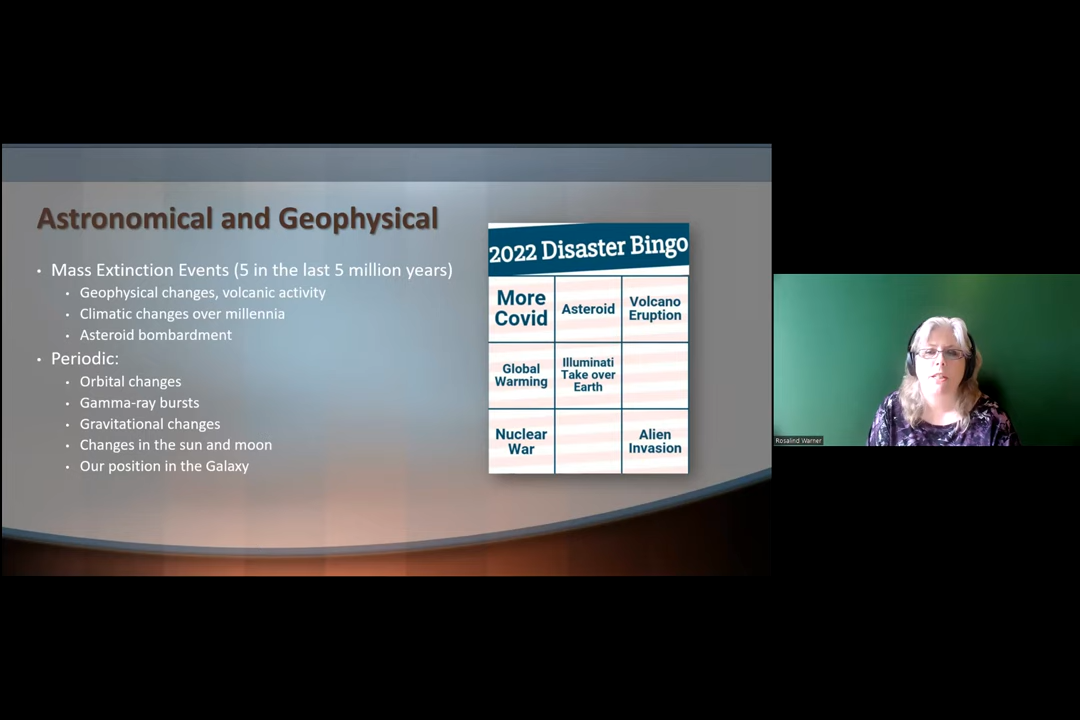 Astronomical and Geophysical
• Mass Extinction Events (5 in the last 5 million years)
• Geophysical changes, volcanic activity
• Climatic changes over millennia
• Asteroid bombardment
• Periodic:
• Orbital changes
• Gamma-ray bursts
• Gravitational changes
• Changes in the sun and moon
• Our position in the Galaxy
2022 Disaster Bingo
More
Covid
Asteroid
Volcano
Eruption
Global
Warming
Illuminati
Take over
Earth
Nuclear
War
Alien
Invasion
Rosalind Warner